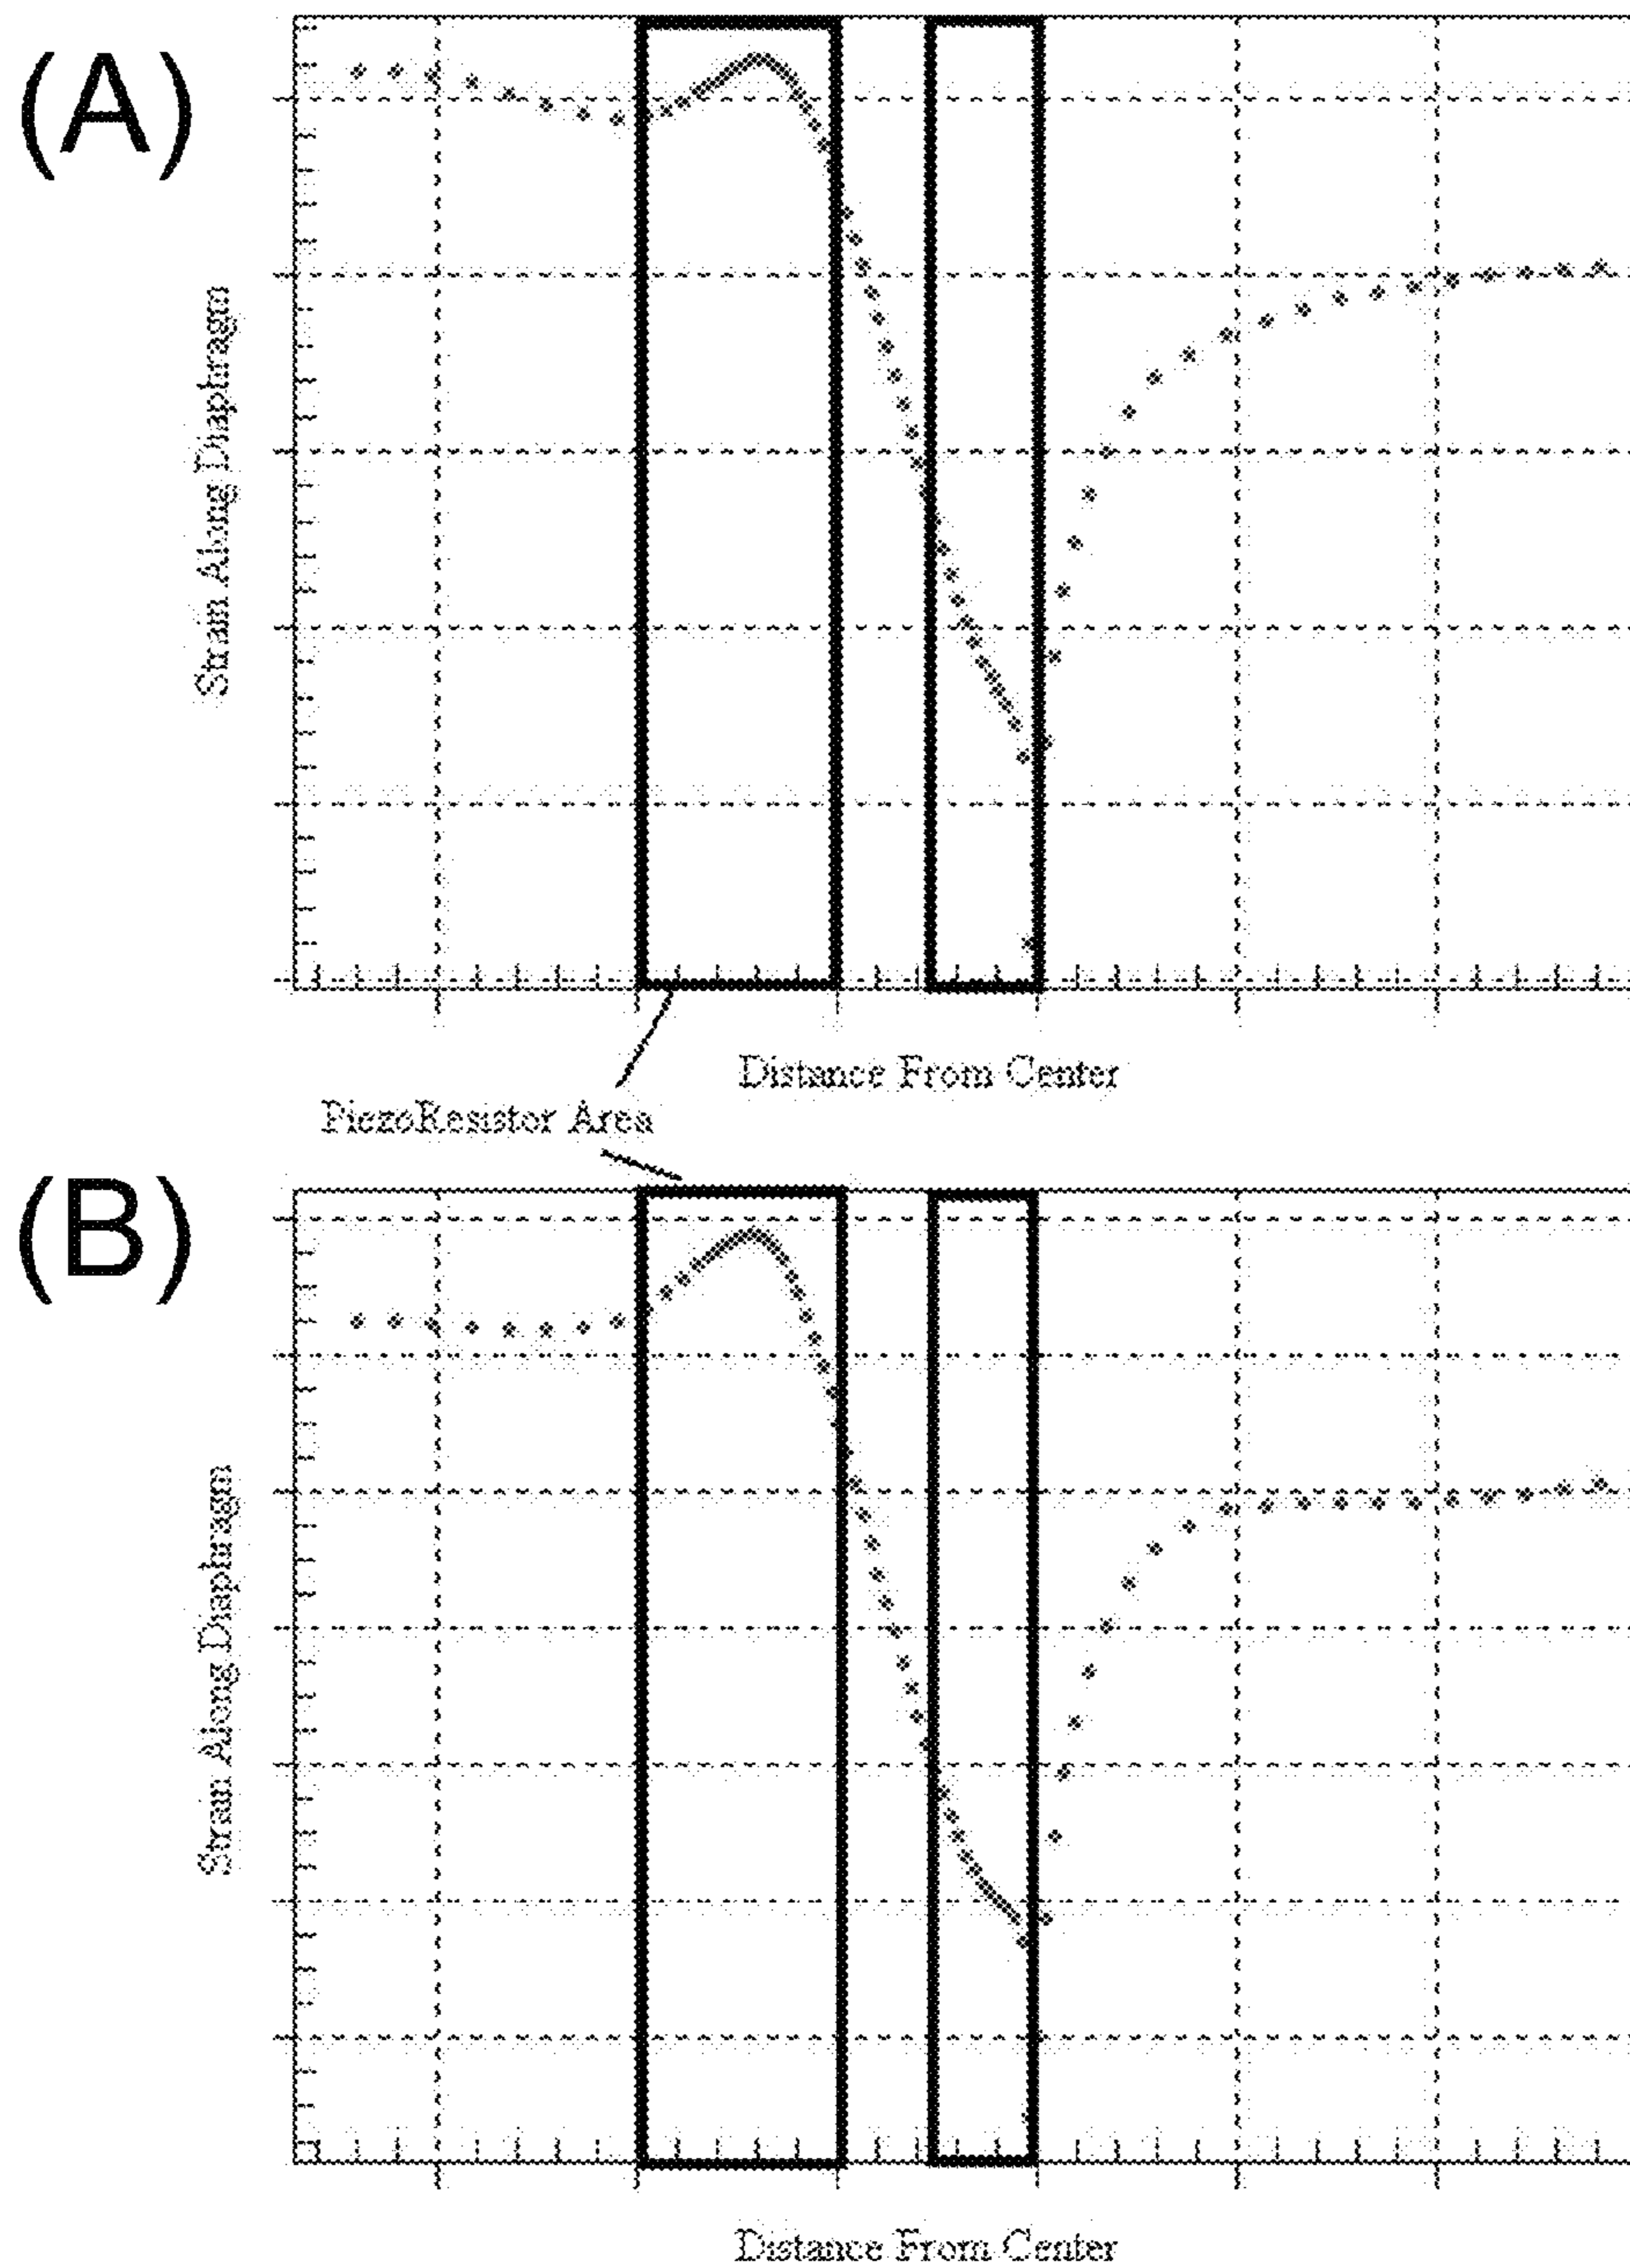 (A)
Strain Along Diaphragm
Distance From Center
PiezoResistor Area
(B)
Strain Along Diaphragm
Distance From Center